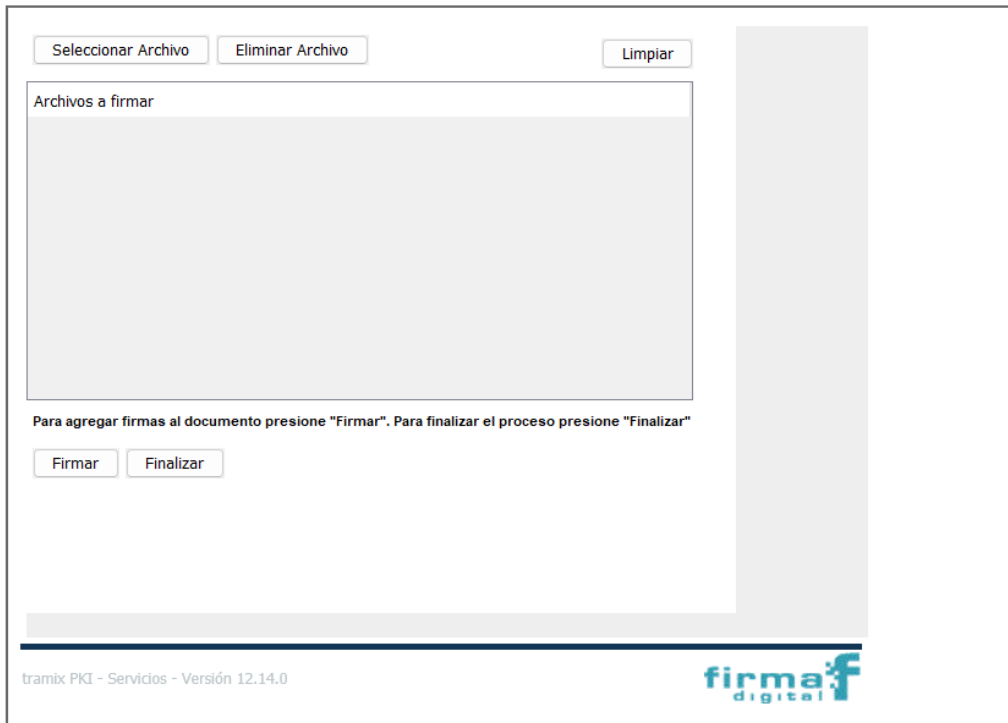 Seleccionar Archivo Eliminar Archivo Limpiar
Archivos a firmar
Para agregar firmas al documento presione "Firmar". Para finalizar el proceso presione "Finalizar"
Firmar Finalizar
tramix PKI - Servicios - Versión 12.14.0
firma f
digital